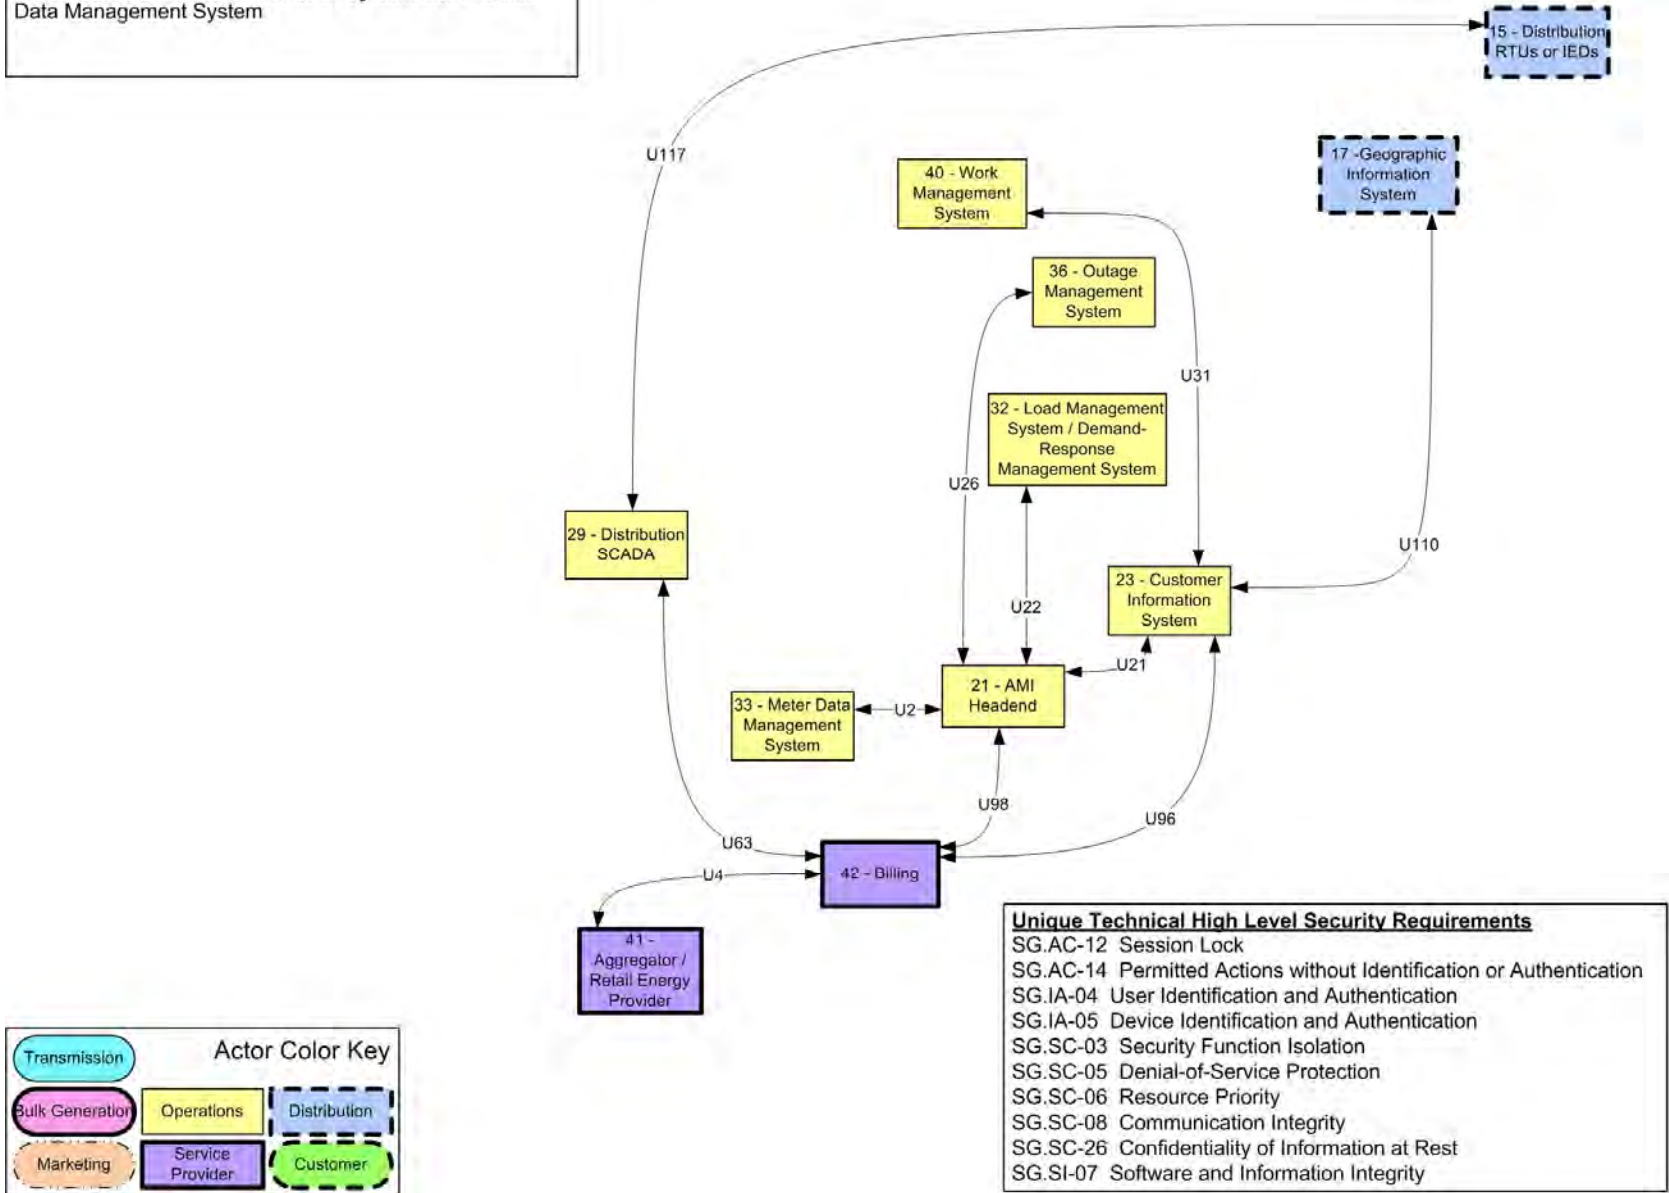 Data Management System
15 - Distribution
RTUs or IEDs
U117
17 -Geographic
Information
System
40 - Work
Management
System
36 - Outage
Management
System
U31
32 - Load Management
System / Demand-
Response
Management System
U26
29 - Distribution
SCADA
U110
23 - Customer
Information
System
U22
U21
21 - AMI
Headend
33 - Meter Data
Management
System
U2
U98
U96
U63
42 - Billing
U4
41 -
Aggregator /
Retail Energy
Provider
Unique Technical High Level Security Requirements
SG.AC-12 Session Lock
SG.AC-14 Permitted Actions without Identification or Authentication
SG.IA-04 User Identification and Authentication
SG.IA-05 Device Identification and Authentication
SG.SC-03 Security Function Isolation
SG.SC-05 Denial-of-Service Protection
SG.SC-06 Resource Priority
SG.SC-08 Communication Integrity
SG.SC-26 Confidentiality of Information at Rest
SG.SI-07 Software and Information Integrity
Actor Color Key
Transmission
Bulk Generation
Operations
Distribution
Marketing
Service
Provider
Customer